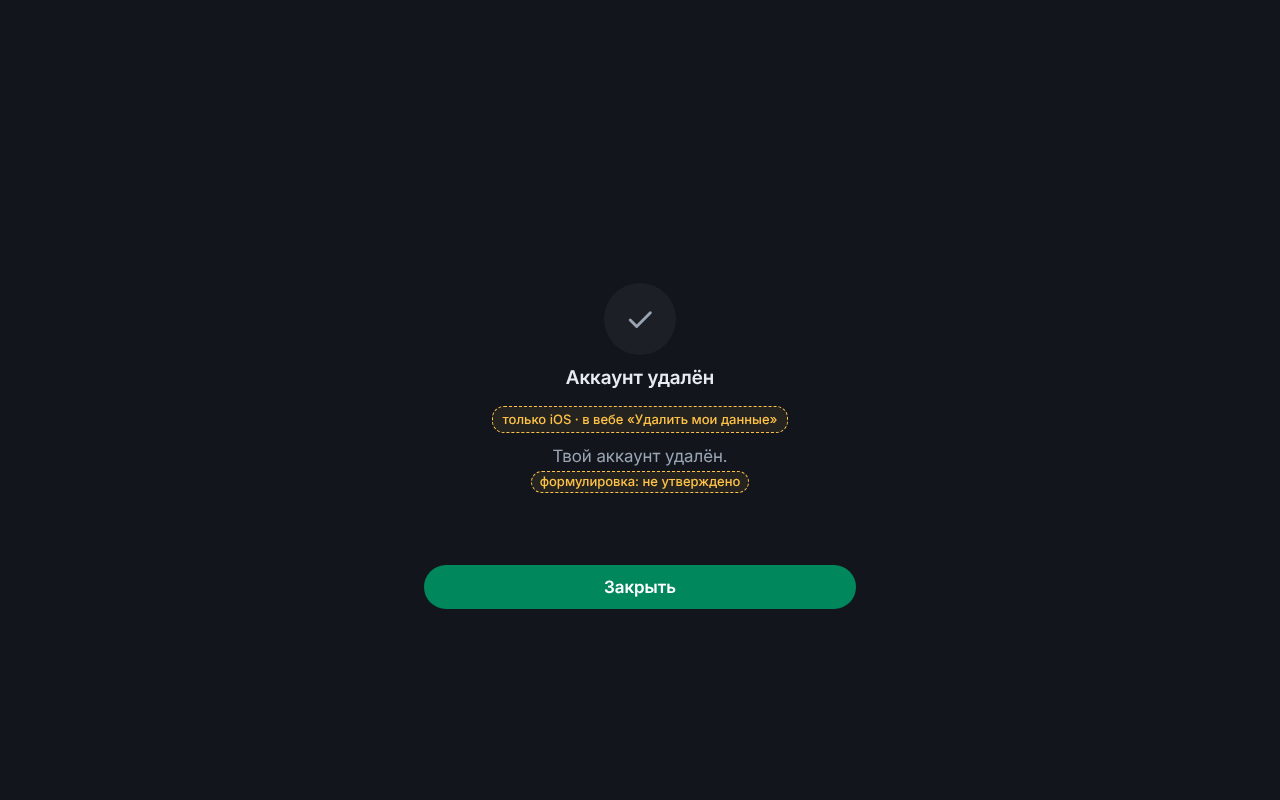 Аккаунт удалён
только iOS · в вебе «Удалить мои данные»
Твой аккаунт удалён.
формулировка: не утверждено
Закрыть